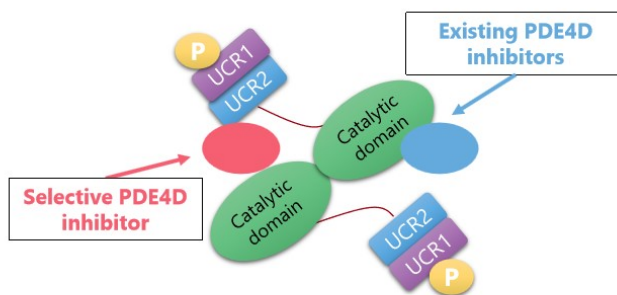 Existing PDE4D
inhibitors
P
UCR1
UCR2
Catalytic
domain
Selective PDE4D
inhibitor
Catalytic
domain
UCR2
UCR1
P